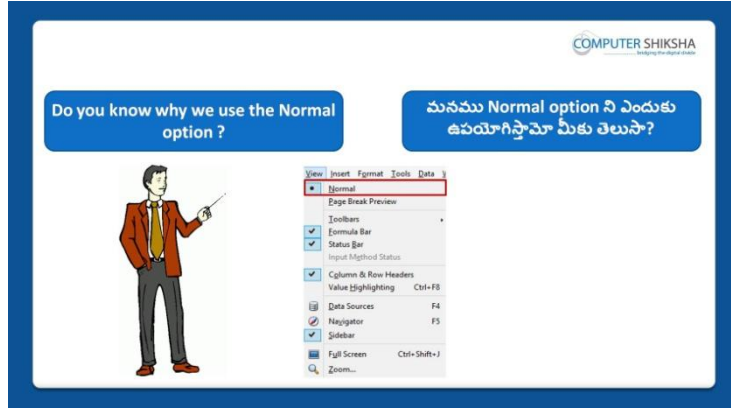 COMPUTER SHIKSHA
Do you know why we use the Normal
option ?
మనము Normal option ని ఎందుకు
ఉపయోగిస్తామో మీకు తెలుసా?
View Insert Format Tools Data
Normal
Page Break Preview
Toolbars
Formula Bar
Status Bar
Input Method Status
Column & Row Headers
Value Highlighting Ctrl+F8
Data Sources F4
Navigator F5
Sidebar
Full Screen Ctrl+Shift+J
Zoom...